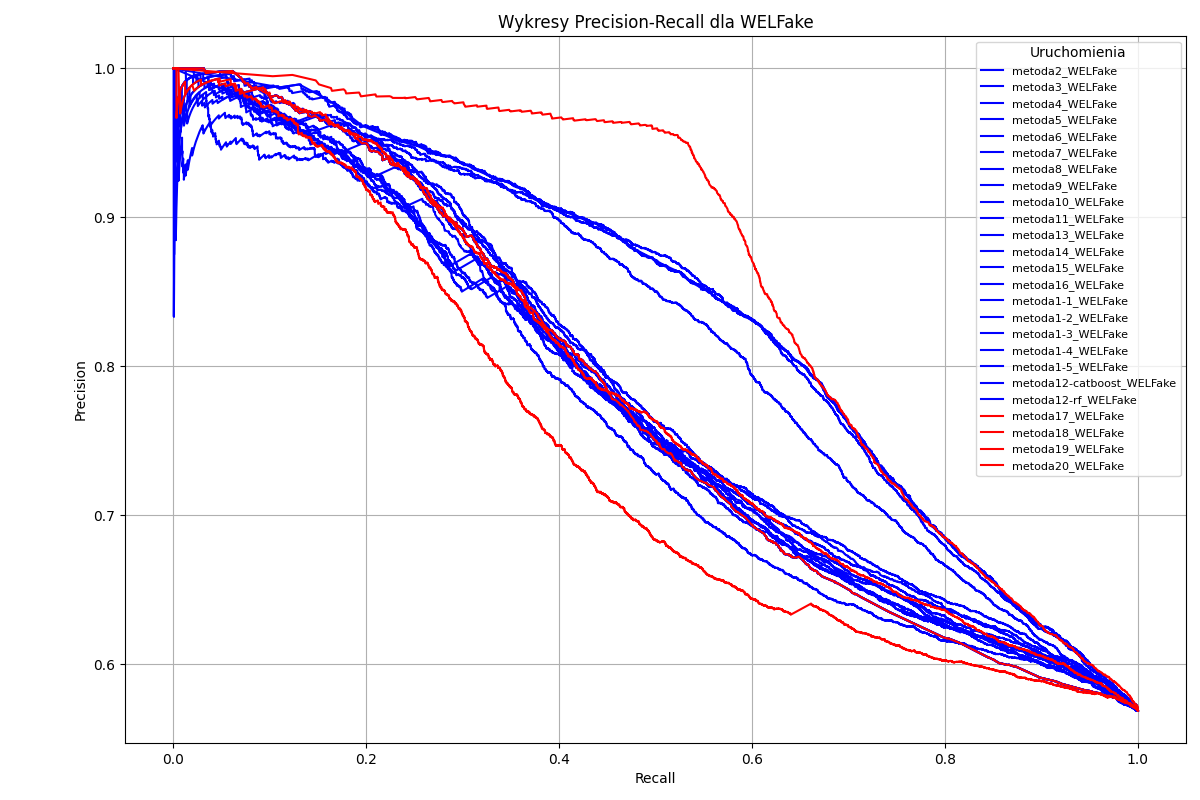 Wykresy Precision-Recall dla WELFake
Uruchomienia
metoda2_WELFake
metoda3_WELFake
metoda4_WELFake
metoda5_WELFake
metoda6_WELFake
metoda7_WELFake
metoda8_WELFake
metoda9_WELFake
metoda10_WELFake
metoda11_WELFake
metoda13_WELFake
metoda14_WELFake
metoda15_WELFake
metoda16_WELFake
metoda1-1_WELFake
metoda1-2_WELFake
metoda1-3_WELFake
metoda1-4_WELFake
metoda1-5_WELFake
metoda12-catboost_WELFake
metoda12-rf_WELFake
metoda17_WELFake
metoda18_WELFake
metoda19_WELFake
metoda20_WELFake
Precision
1.0
0.9
0.8
0.7
0.6
0.0 0.2 0.4 0.6 0.8 1.0
Recall